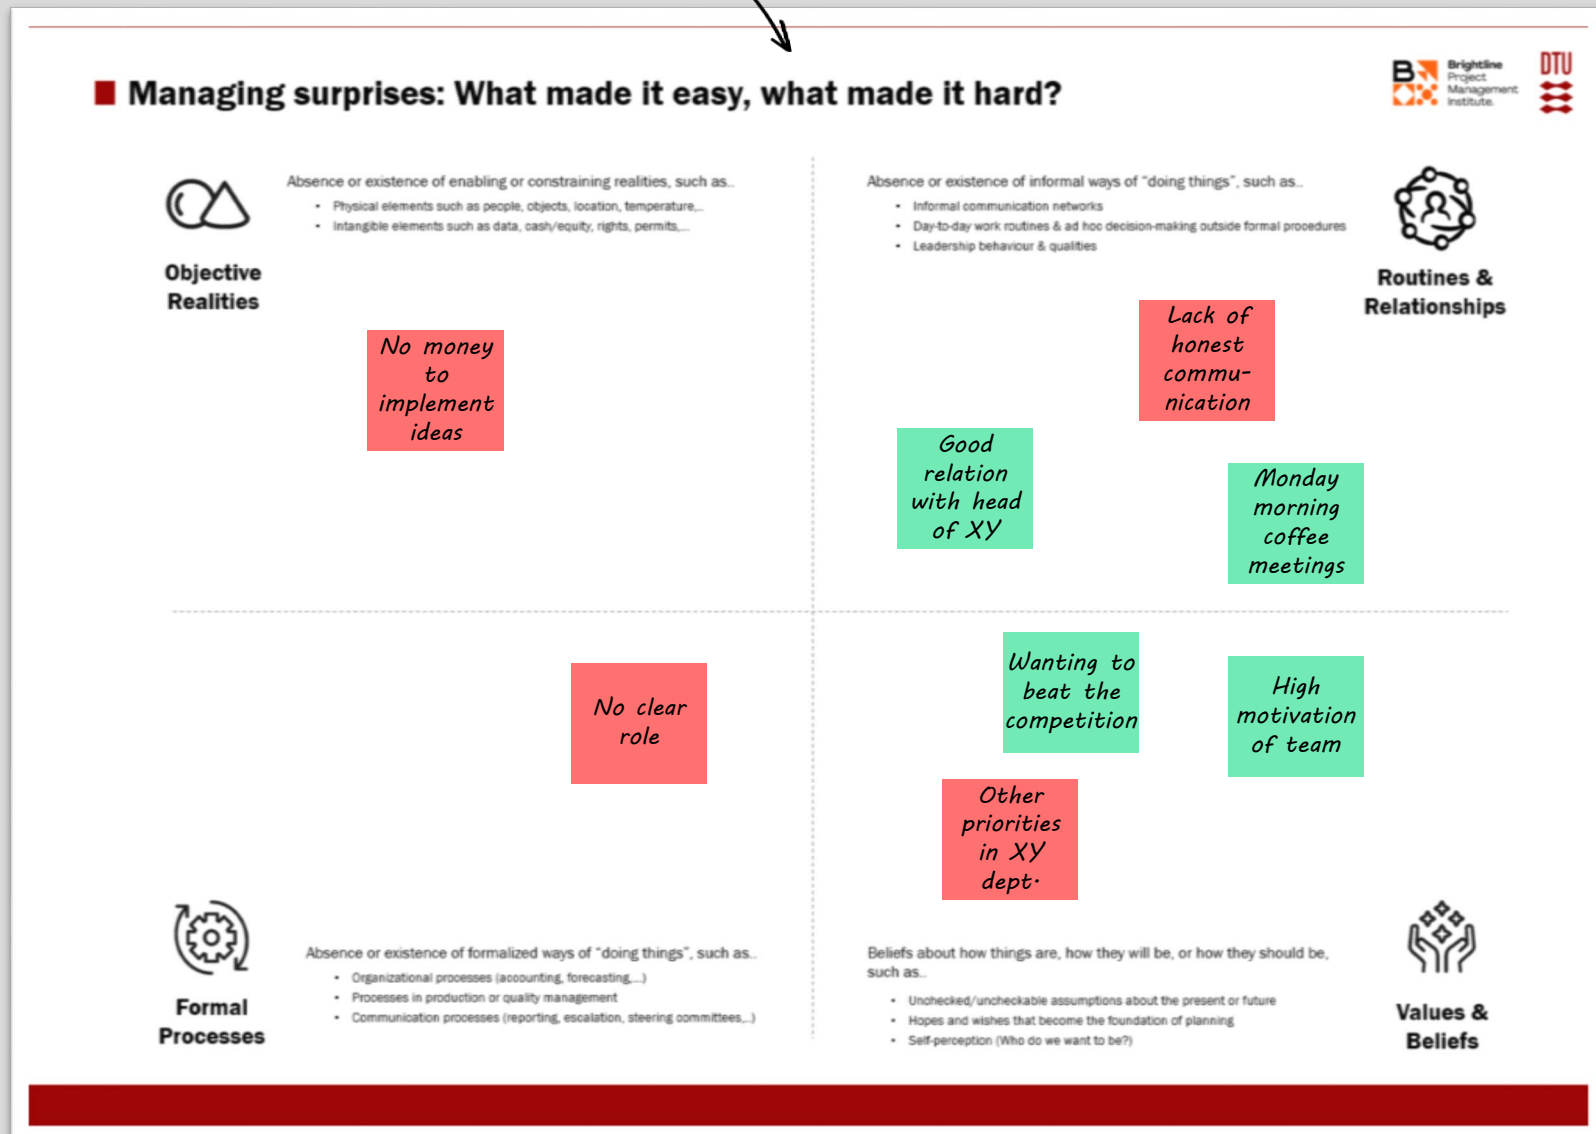 Managing surprises: What made it easy, what made it hard?
Brightline
Project
Management
Institute.
DTU
Absence or existence of enabling or constraining realities, such as..
• Physical elements such as people, objects, location, temperature,..
• Intangible elements such as data, cash/equity, rights, permits,...
Objective
Realities
No money
to
implement
ideas
Absence or existence of informal ways of “doing things”, such as..
• Informal communication networks
• Day-to-day work routines & ad hoc decision-making outside formal procedures
• Leadership behaviour & qualities
Routines &
Relationships
Lack of
honest
commu-
nication
Good
relation
with head
of XY
Monday
morning
coffee
meetings
No clear
role
Absence or existence of formalized ways of “doing things”, such as..
• Organizational processes (accounting, forecasting,...)
• Processes in production or quality management
• Communication processes (reporting, escalation, steering committees,..)
Formal
Processes
Wanting to
beat the
competition
High
motivation
of team
Other
priorities
in XY
dept.
Beliefs about how things are, how they will be, or how they should be,
such as..
• Unchecked/uncheckable assumptions about the present or future
• Hopes and wishes that become the foundation of planning
• Self-perception (Who do we want to be?)
Values &
Beliefs